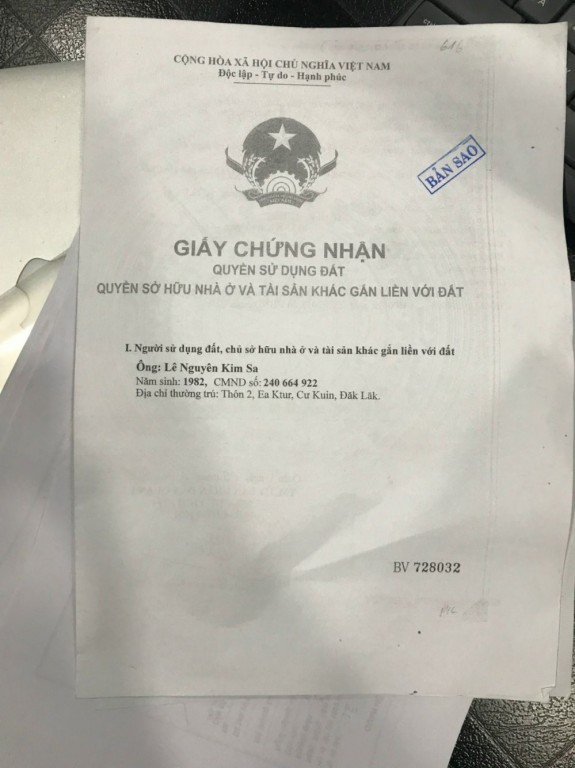 616
CỘNG HÒA XÃ HỘI CHỦ NGHĨA VIỆT NAM
Độc lập - Tự do - Hạnh phúc
BẢN SAO
VIỆT NAM
GIẤY CHỨNG NHẬN
QUYỀN SỬ DỤNG ĐẤT
QUYỀN SỞ HỮU NHÀ Ở VÀ TÀI SẢN KHÁC GẮN LIỀN VỚI ĐẤT
I. Người sử dụng đất, chủ sở hữu nhà ở và tài sản khác gắn liền với đất
Ông: Lê Nguyên Kim Sa
Năm sinh: 1982, CMND số: 240 664 922
Địa chỉ thường trú: Thôn 2, Ea Ktur, Cư Kuin, Đăk Lăk.
BV 728032